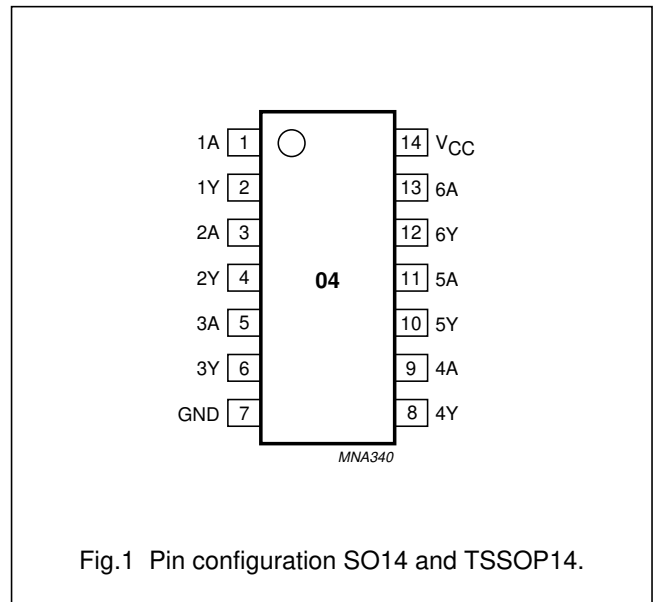 1A 1 14 VCC
1Y 2 13 6A
2A 3 12 6Y
2Y 4 04 11 5A
3A 5 10 5Y
3Y 6 9 4A
GND 7 8 4Y
MNA340
Fig.1 Pin configuration SO14 and TSSOP14.